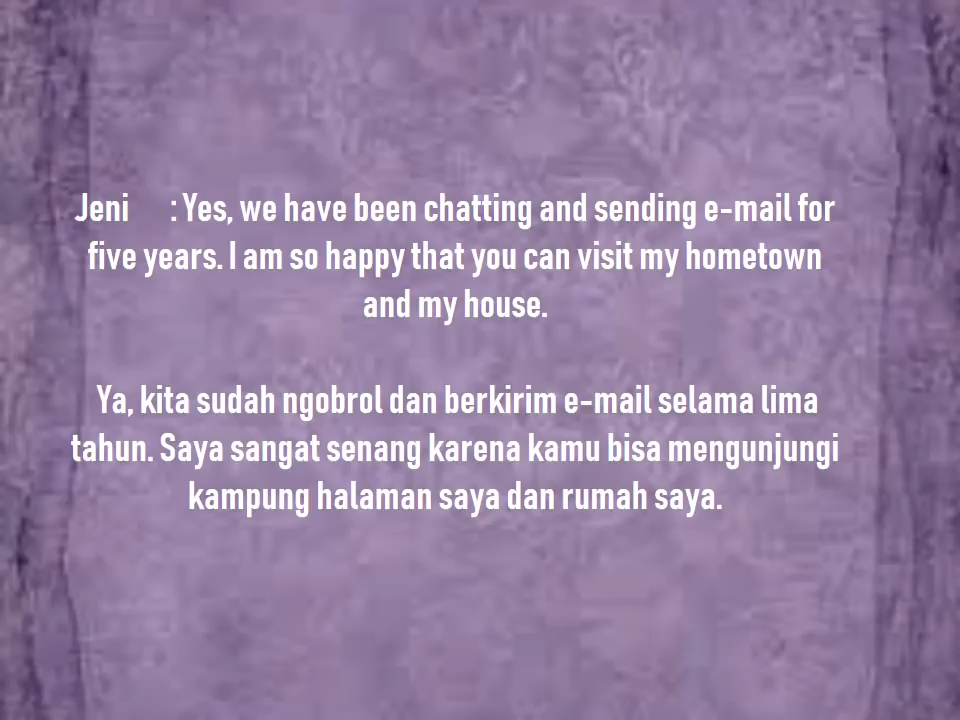 Jeni : Yes, we have been chatting and sending e-mail for
five years. I am so happy that you can visit my hometown
and my house.
Ya, kita sudah ngobrol dan berkirim e-mail selama lima
tahun. Saya sangat senang karena kamu bisa mengunjungi
kampung halaman saya dan rumah saya.